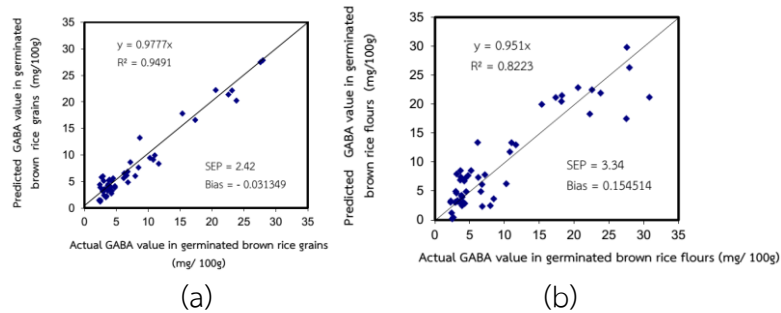 35
30
25
20
15
10
5
0
y = 0.9777x
R² = 0.9491
SEP = 2.42
Bias = - 0.031349
0 5 10 15 20 25 30 35
Predicted GABA value in germinated
brown rice grains (mg/100g)
Actual GABA value in germinated brown rice grains
(mg/ 100g)
(a)
35
30
25
20
15
10
5
0
y = 0.951x
R² = 0.8223
SEP = 3.34
Bias = 0.154514
0 5 10 15 20 25 30 35
Predicted GABA value in germinated
brown rice flours (mg/100g)
Actual GABA value in germinated brown rice flours (mg/ 100g)
(b)